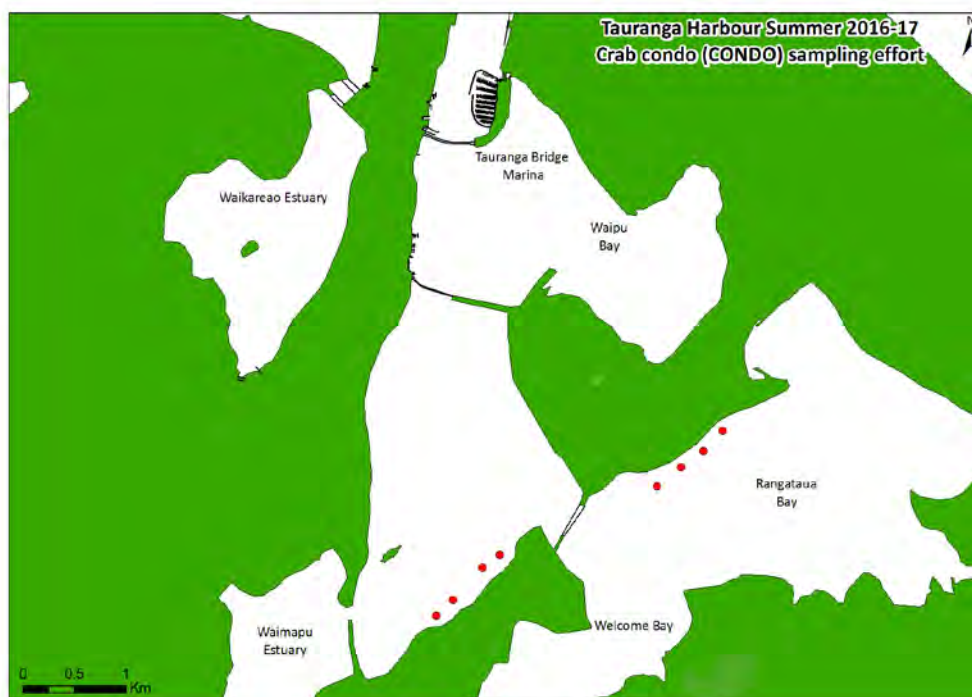 Tauranga Harbour Summer 2016-17
Crab condo (CONDO) sampling effort
N
Tauranga Bridge
Marina
Waikareao Estuary
Waipu
Bay
Rangataua
Bay
Waimapu
Estuary
Welcome Bay
0 0.5 1
Km